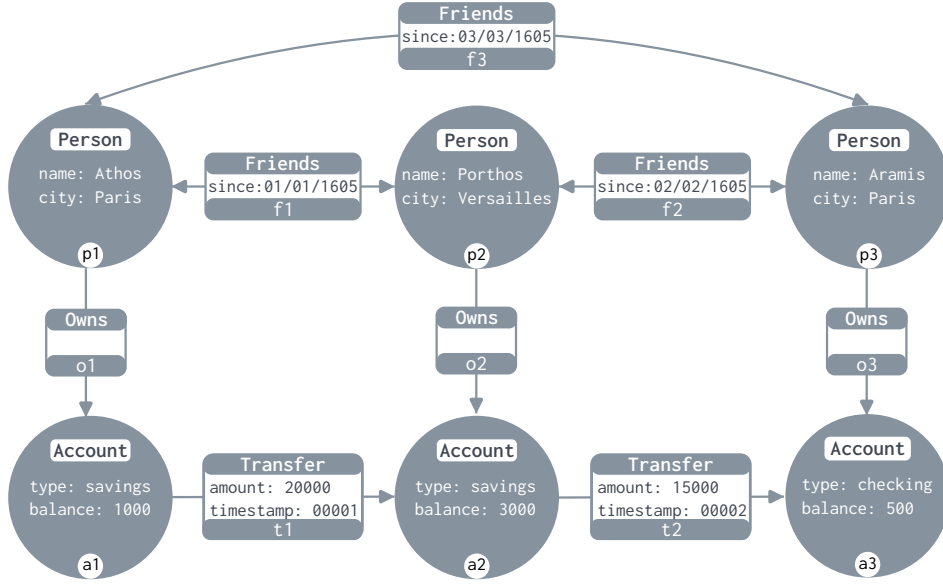 Friends
since:03/03/1605
f3
Person
name: Athos
city: Paris
p1
Friends
since:01/01/1605
f1
Person
name: Porthos
city: Versailles
p2
Friends
since:02/02/1605
f2
Person
name: Aramis
city: Paris
p3
Owns
o1
Owns
o2
Owns
o3
Account
type: savings
balance: 1000
a1
Transfer
amount: 20000
timestamp: 00001
t1
Account
type: savings
balance: 3000
a2
Transfer
amount: 15000
timestamp: 00002
t2
Account
type: checking
balance: 500
a3